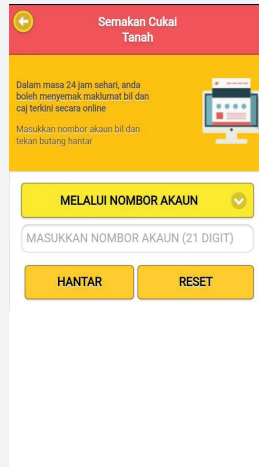 Semakan Cukai
Tanah
Dalam masa 24 jam sehari, anda
boleh menyemak maklumat bil dan
caj terkini secara online
Masukkan nombor akaun bil dan
tekan butang hantar
MELALUI NOMBOR AKAUN
MASUKKAN NOMBOR AKAUN (21 DIGIT)
HANTAR RESET